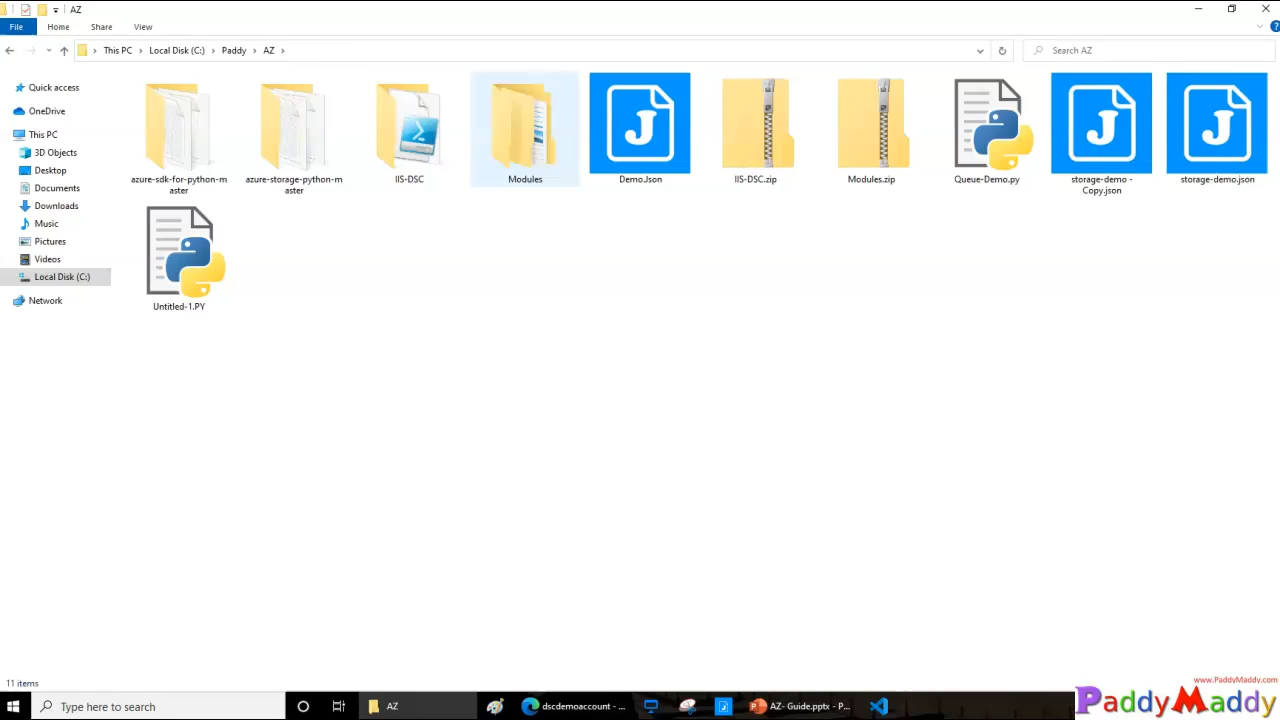 AZ
File Home Share View
This PC Local Disk (C:) Paddy AZ
Search AZ
Quick access
OneDrive
This PC
3D Objects
Desktop
Documents
Downloads
Music
Pictures
Videos
Local Disk (C:)
Network
azure-sdk-for-python-m
aster
azure-storage-python-m
aster
IIS-DSC
Modules
Demo.Json
IIS-DSC.zip
Modules.zip
Queue-Demo.py
storage-demo -
Copy.json
storage-demo.json
Untitled-1.PY
11 items
www.PaddyMaddy.com
PaddyMaddy
Type here to search
AZ
dscdemoaccount - ...
AZ- Guide.pptx - P...